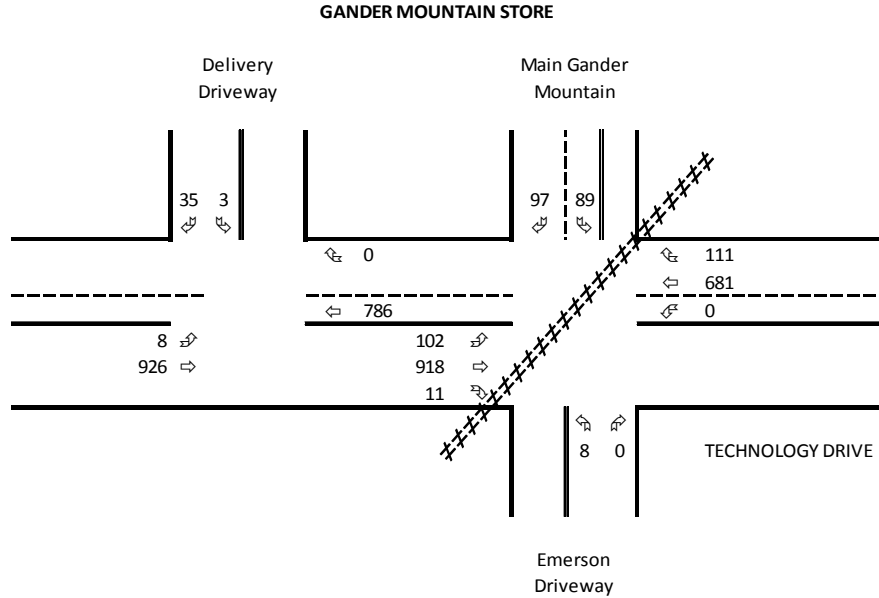 GANDER MOUNTAIN STORE
Delivery
Driveway
Main Gander
Mountain
35 3
97 89
0
111
681
786
0
8
102
926
918
11
8 0
TECHNOLOGY DRIVE
Emerson
Driveway